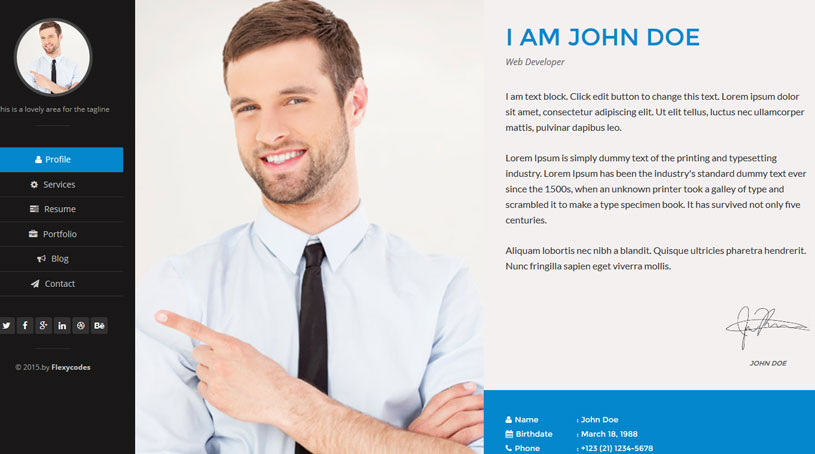 his is a lovely area for the tagline
Profile
Services
Resume
Portfolio
Blog
Contact
© 2015.by Flexycodes
I AM JOHN DOE
Web Developer
I am text block. Click edit button to change this text. Lorem ipsum dolor
sit amet, consectetur adipiscing elit. Ut elit tellus, luctus nec ullamcorper
mattis, pulvinar dapibus leo.
Lorem Ipsum is simply dummy text of the printing and typesetting
industry. Lorem Ipsum has been the industry's standard dummy text ever
since the 1500s, when an unknown printer took a galley of type and
scrambled it to make a type specimen book. It has survived not only five
centuries.
Aliquam lobortis nec nibh a blandit. Quisque ultricies pharetra hendrerit.
Nunc fringilla sapien eget viverra mollis.
JOHN DOE
Name : John Doe
Birthdate : March 18, 1988
Phone : +123 (21) 1234-5678